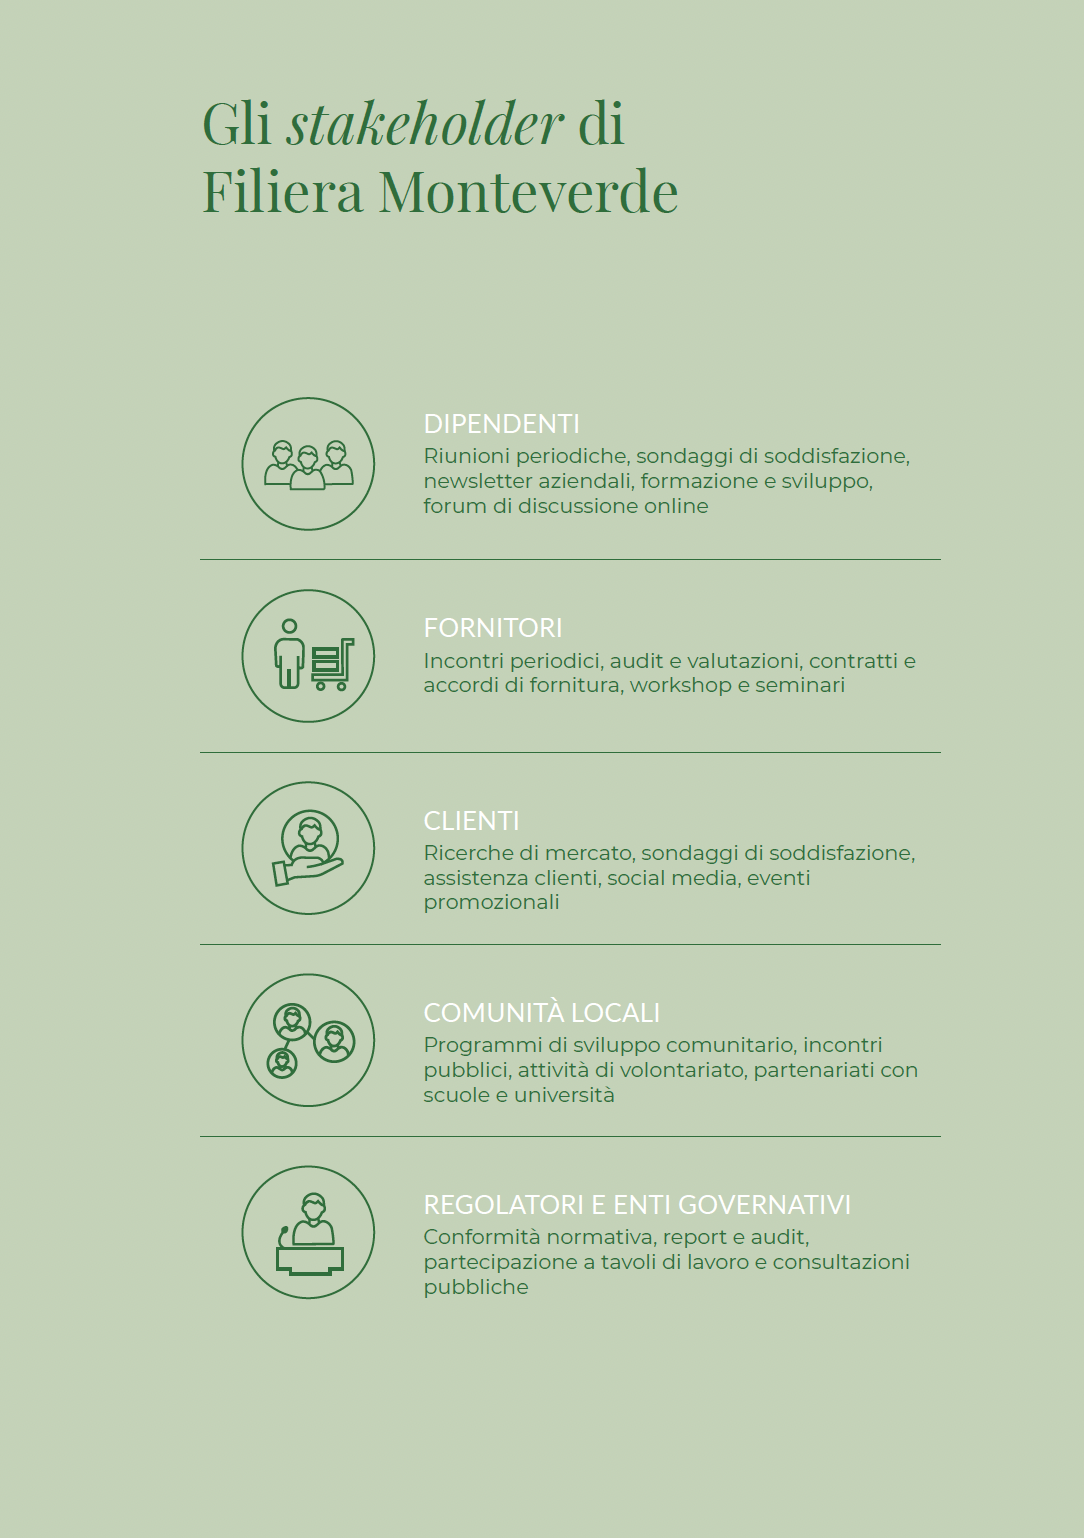 Gli stakeholder di
Filiera Monteverde
DIPENDENTI
Riunioni periodiche, sondaggi di soddisfazione,
newsletter aziendali, formazione e sviluppo,
forum di discussione online
FORNITORI
Incontri periodici, audit e valutazioni, contratti e
accordi di fornitura, workshop e seminari
CLIENTI
Ricerche di mercato, sondaggi di soddisfazione,
assistenza clienti, social media, eventi
promozionali
COMUNITÀ LOCALI
Programmi di sviluppo comunitario, incontri
pubblici, attività di volontariato, partenariati con
scuole e università
REGOLATORI E ENTI GOVERNATIVI
Conformità normativa, report e audit,
partecipazione a tavoli di lavoro e consultazioni
pubbliche